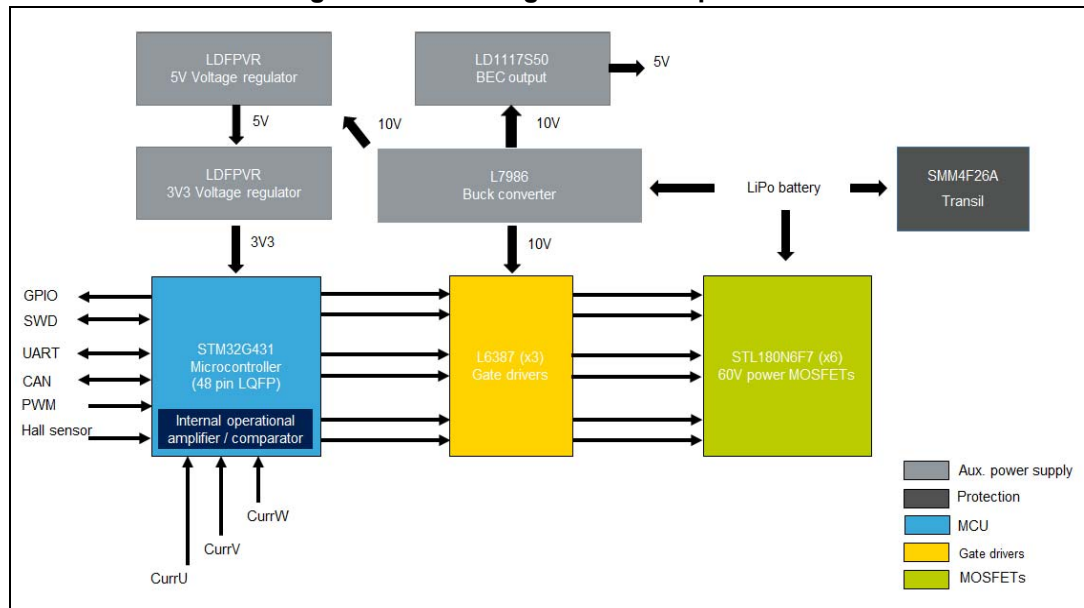 LDFPVR
5V Voltage regulator
LD1117S50
BEC output
5V
5V
10V
10V
LDFPVR
3V3 Voltage regulator
L7986
Buck converter
LiPo battery
SMM4F26A
Transil
3V3
10V
GPIO
SWD
UART
CAN
PWM
Hall sensor
STM32G431
Microcontroller
(48 pin LQFP)
Internal operational
amplifier / comparator
L6387 (x3)
Gate drivers
STL180N6F7 (x6)
60V power MOSFETs
CurrW
CurrV
CurrU
Aux. power supply
Protection
MCU
Gate drivers
MOSFETs